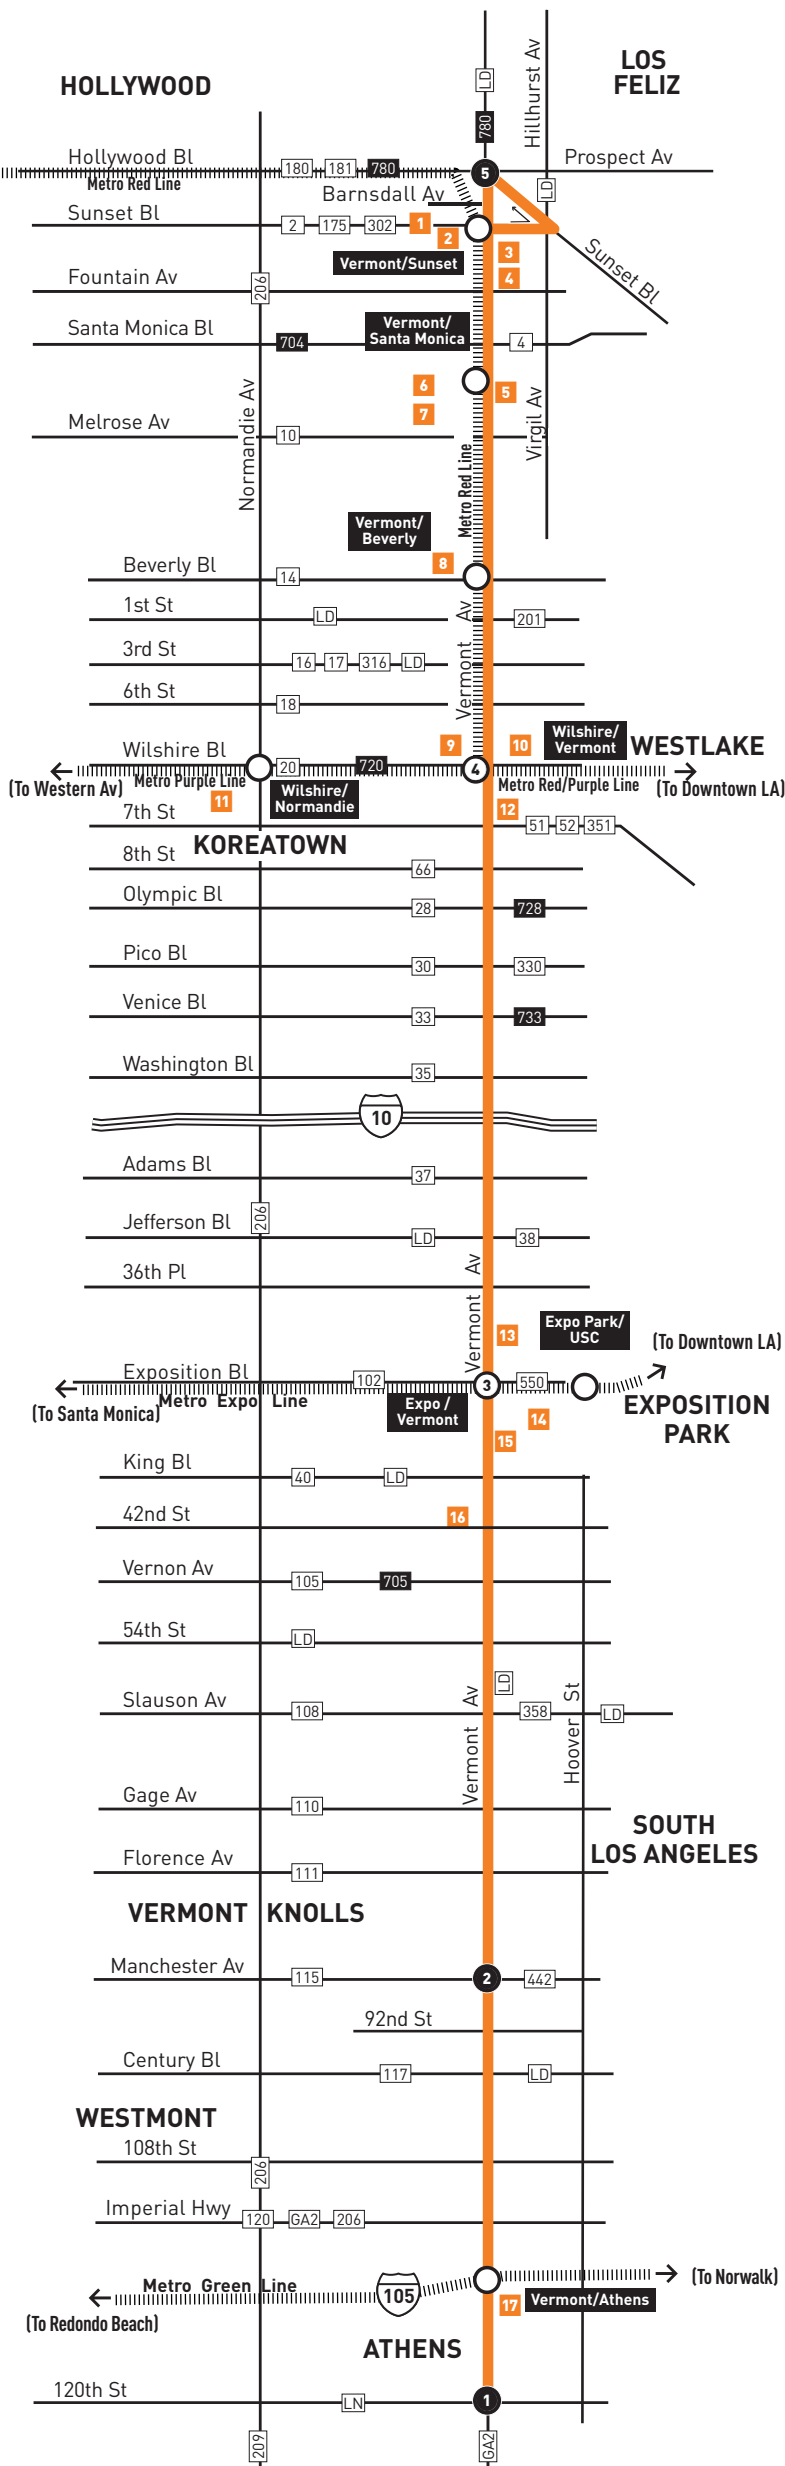 Hillhurst Av
LOS
FELIZ
HOLLYWOOD
LD
780
Hollywood Bl
180
181
780
5
Prospect Av
Metro Red Line
Barnsdall Av
LD
Sunset Bl
2
175
302
1
2
3
Vermont/Sunset
4
Sunset Bl
Fountain Av
206
Santa Monica Bl
704
Vermont/
Santa Monica
4
6
5
7
Normandie Av
Virgil Av
Melrose Av
10
Metro Red Line
Vermont/
Beverly
8
Beverly Bl
14
1st St
LD
201
Vermont Av
3rd St
16
17
316
LD
6th St
18
9
10
Wilshire/
Vermont
WESTLAKE
Wilshire Bl
20
720
4
(To Western Av)
Metro Purple Line
Wilshire/
Normandie
Metro Red/Purple Line
(To Downtown LA)
11
12
7th St
51
52
351
KOREATOWN
8th St
66
Olympic Bl
28
728
Pico Bl
30
330
Venice Bl
33
733
Washington Bl
35
10
Adams Bl
37
206
Jefferson Bl
LD
38
36th Pl
Vermont Av
13
Expo Park/
USC
(To Downtown LA)
Exposition Bl
102
3
550
(To Santa Monica)
Metro Expo Line
Expo /
Vermont
14
EXPOSITION
PARK
15
King Bl
40
LD
42nd St
16
Vernon Av
105
705
54th St
LD
LD
Slauson Av
108
358
LD
Vermont Av
Hoover St
Gage Av
110
SOUTH
LOS ANGELES
Florence Av
111
VERMONT KNOLLS
Manchester Av
115
2
442
92nd St
Century Bl
117
LD
WESTMONT
108th St
206
Imperial Hwy
120
GA2
206
Metro Green Line
105
(To Norwalk)
17
Vermont/Athens
(To Redondo Beach)
ATHENS
120th St
LN
1
209
GA2